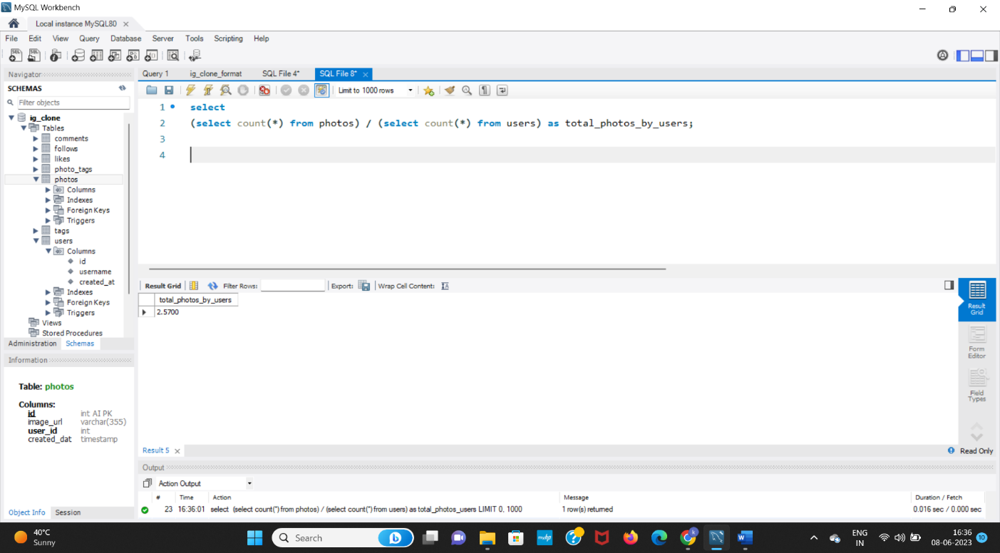 MySQL Workbench
Local instance MySQL80
File Edit View Query Database Server Tools Scripting Help
Navigator
SCHEMAS
Filter objects
ig_clone
Tables
comments
follows
likes
photo_tags
photos
Columns
Indexes
Foreign Keys
Triggers
tags
users
Columns
id
username
created_at
Indexes
Foreign Keys
Triggers
Views
Stored Procedures
Administration Schemas
Information
Table: photos
Columns:
id int AI PK
image_url varchar(355)
user_id int
created_dat timestamp
Object Info Session
Query 1 ig_clone_format SQL File 4* SQL File 8*
Limit to 1000 rows
1 select
2 (select count(*) from photos) / (select count(*) from users) as total_photos_by_users;
3
4
Result Grid Filter Rows: Export: Wrap Cell Content:
total_photos_by_users
2.5700
Result Grid
Form Editor
Field Types
Result 5 Read Only
Output
Action Output
# Time Action Message Duration / Fetch
23 16:36:01 select (select count(*) from photos) / (select count(*) from users) as total_photos_users LIMIT 0, 1000 1 row(s) returned 0.016 sec / 0.000 sec
40°C
Sunny
Search
ENG
IN
16:36
08-06-2023
10